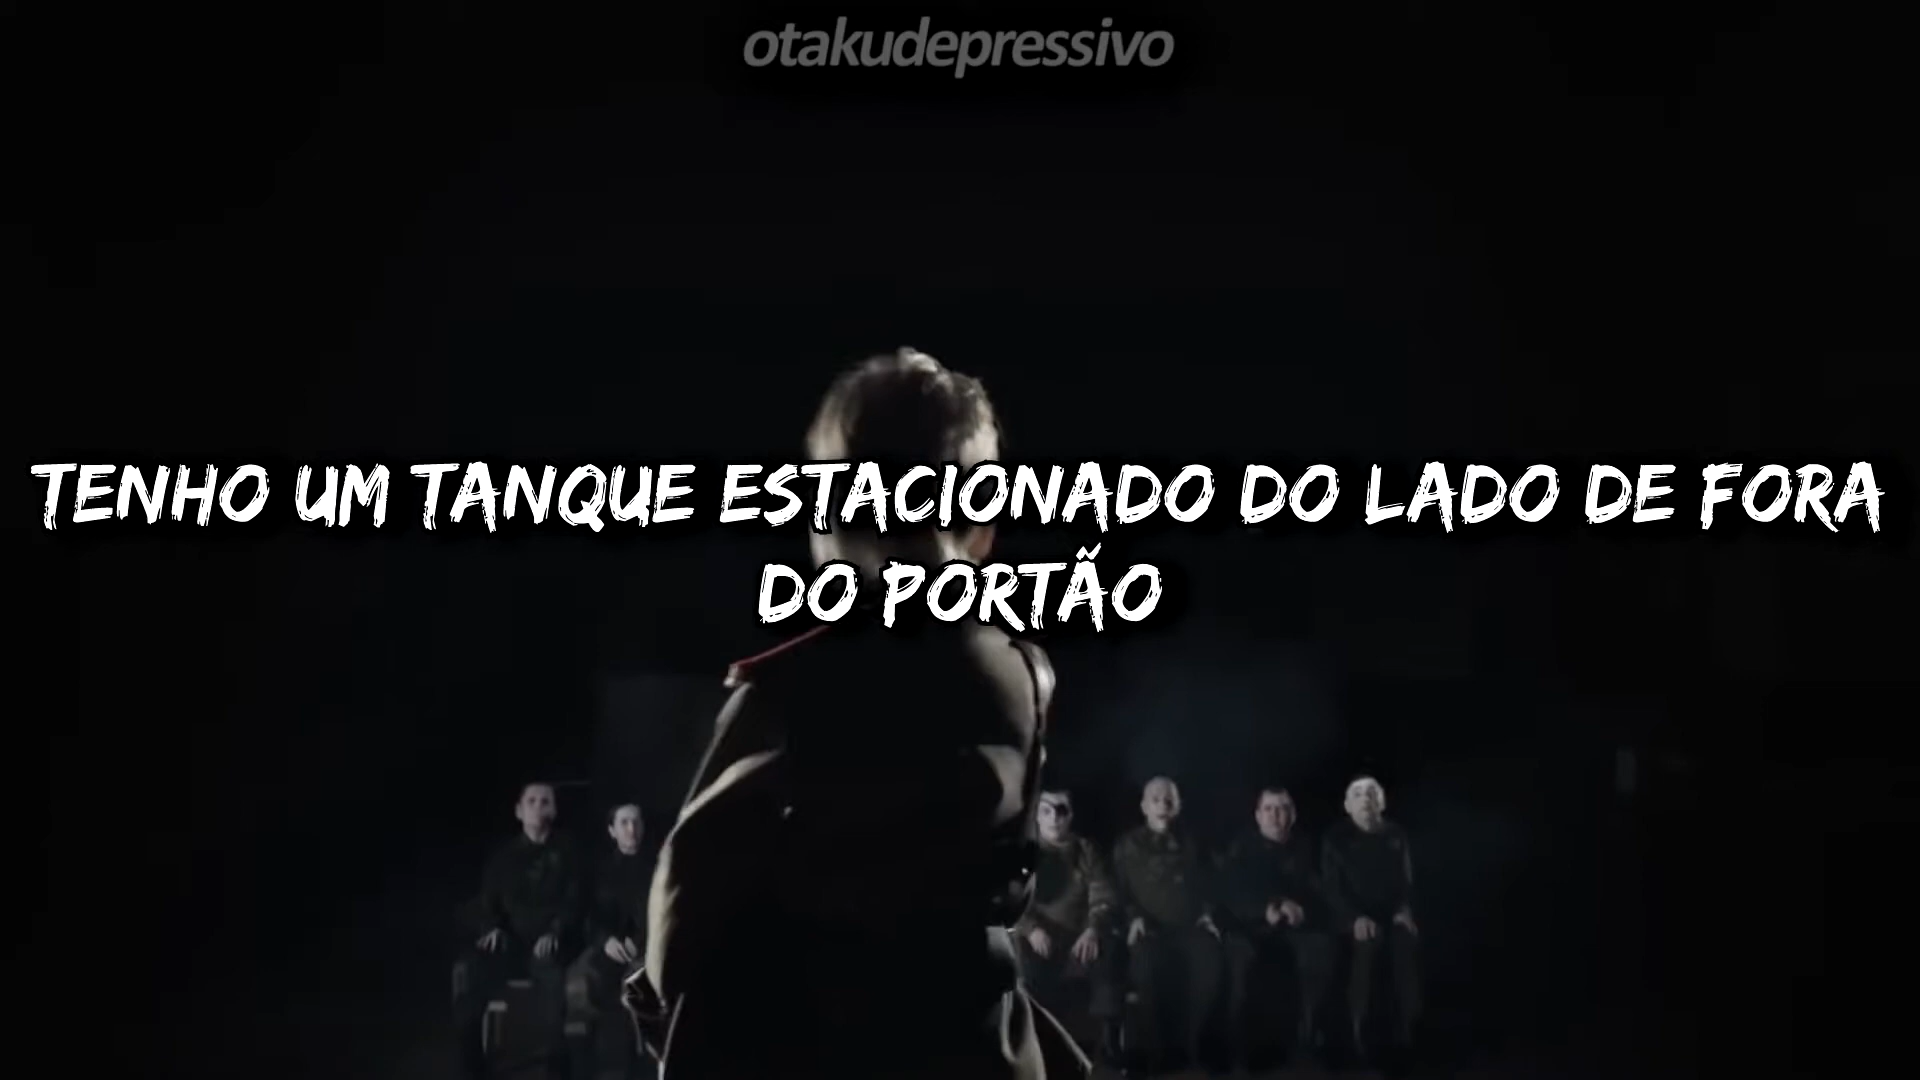 otakudepressivo
TENHO UM TANQUE ESTACIONADO DO LADO DE FORA
DO PORTÃO